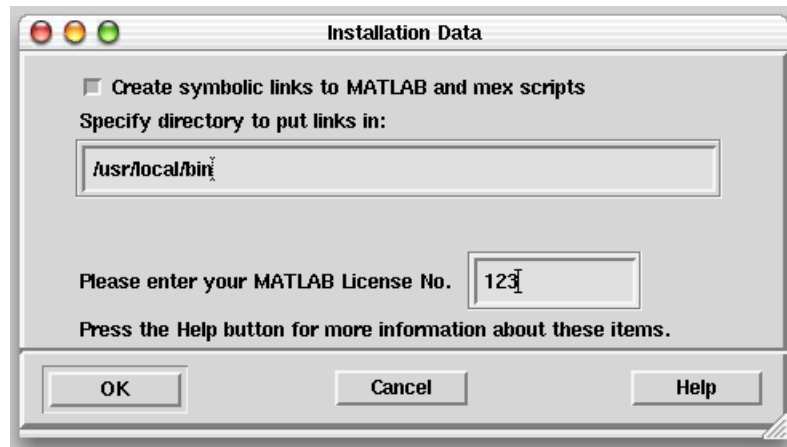 Installation Data
Create symbolic links to MATLAB and mex scripts
Specify directory to put links in:
/usr/local/bin
Please enter your MATLAB License No. 123
Press the Help button for more information about these items.
OK Cancel Help